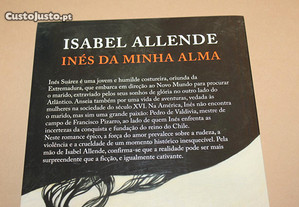 CustoJusto.pt
ISABEL ALLENDE
INÉS DA MINHA ALMA
Inés Suárez é uma jovem e humilde costureira, oriunda da
Extremadura, que embarca em direção ao Novo Mundo para procurar
o marido, extraviado pelos seus sonhos de glória no outro lado do
Atlântico. Anseia também por uma vida de aventuras, vedada às
mulheres na sociedade do século XVI. Na América, Inés não encontra
o marido, mas sim uma grande paixão: Pedro de Valdivia, mestre de
campo de Francisco Pizarro, ao lado de quem Inés enfrenta as
incertezas da conquista e fundação do reino do Chile.
Neste romance épico, a força do amor prevalece sobre a rudeza, a
violência e a crueldade de um momento histórico inesquecível. Pela
mão de Isabel Allende, confirma-se que a realidade pode ser mais
surpreendente que a ficção, e igualmente cativante.